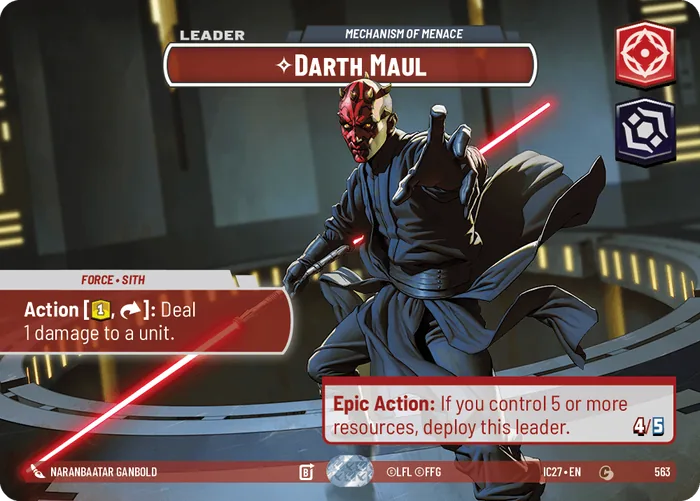 LEADER
MECHANISM OF MENACE
DARTH MAUL
FORCE • SITH
Action [1, ]: Deal
1 damage to a unit.
Epic Action: If you control 5 or more
resources, deploy this leader.
4/5
NARANBAATAR GANBOLD
B
©LFL ©FFG
IC27 • EN
C
563